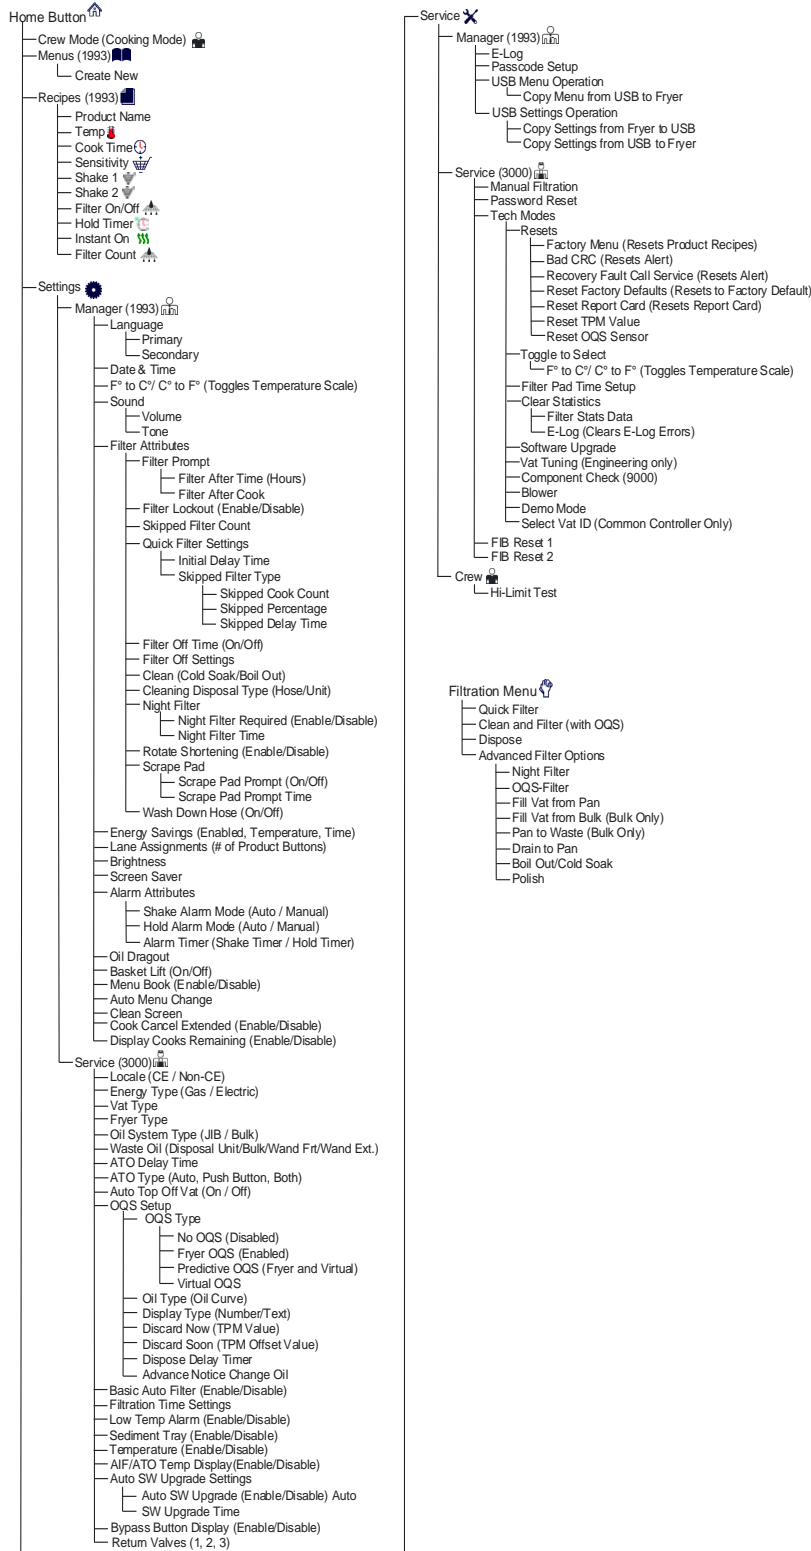 Home Button
Crew Mode (Cooking Mode)
Menus (1993)
Create New
Recipes (1993)
Product Name
Temp
Cook Time
Sensitivity
Shake 1
Shake 2
Filter On/Off
Hold Timer
Instant On
Filter Count
Settings
Manager (1993)
Language
Primary
Secondary
Date & Time
F° to C°/ C° to F° (Toggles Temperature Scale)
Sound
Volume
Tone
Filter Attributes
Filter Prompt
Filter After Time (Hours)
Filter After Cook
Filter Lockout (Enable/Disable)
Skipped Filter Count
Quick Filter Settings
Initial Delay Time
Skipped Filter Type
Skipped Cook Count
Skipped Percentage
Skipped Delay Time
Filter Off Time (On/Off)
Filter Off Settings
Clean (Cold Soak/Boil Out)
Cleaning Disposal Type (Hose/Unit)
Night Filter
Night Filter Required (Enable/Disable)
Night Filter Time
Rotate Shortening (Enable/Disable)
Scrape Pad
Scrape Pad Prompt (On/Off)
Scrape Pad Prompt Time
Wash Down Hose (On/Off)
Energy Savings (Enabled, Temperature, Time)
Lane Assignments (# of Product Buttons)
Brightness
Screen Saver
Alarm Attributes
Shake Alarm Mode (Auto / Manual)
Hold Alarm Mode (Auto / Manual)
Alarm Timer (Shake Timer / Hold Timer)
Oil Dragout
Basket Lift (On/Off)
Menu Book (Enable/Disable)
Auto Menu Change
Clean Screen
Cook Cancel Extended (Enable/Disable)
Display Cooks Remaining (Enable/Disable)
Service (3000)
Locale (CE / Non-CE)
Energy Type (Gas / Electric)
Vat Type
Fryer Type
Oil System Type (JIB / Bulk)
Waste Oil (Disposal Unit/Bulk/Wand Frt/Wand Ext.)
ATO Delay Time
ATO Type (Auto, Push Button, Both)
Auto Top Off Vat (On / Off)
OQS Setup
OQS Type
No OQS (Disabled)
Fryer OQS (Enabled)
Predictive OQS (Fryer and Virtual)
Virtual OQS
Oil Type (Oil Curve)
Display Type (Number/Text)
Discard Now (TPM Value)
Discard Soon (TPM Offset Value)
Dispose Delay Timer
Advance Notice Change Oil
Basic Auto Filter (Enable/Disable)
Filtration Time Settings
Low Temp Alarm (Enable/Disable)
Sediment Tray (Enable/Disable)
Temperature (Enable/Disable)
AIF/ATO Temp Display(Enable/Disable)
Auto SW Upgrade Settings
Auto SW Upgrade (Enable/Disable) Auto
SW Upgrade Time
Bypass Button Display (Enable/Disable)
Return Valves (1, 2, 3)
Service
Manager (1993)
E-Log
Passcode Setup
USB Menu Operation
Copy Menu from USB to Fryer
USB Settings Operation
Copy Settings from Fryer to USB
Copy Settings from USB to Fryer
Service (3000)
Manual Filtration
Password Reset
Tech Modes
Resets
Factory Menu (Resets Product Recipes)
Bad CRC (Resets Alert)
Recovery Fault Call Service (Resets Alert)
Reset Factory Defaults (Resets to Factory Default)
Reset Report Card (Resets Report Card)
Reset TPM Value
Reset OQS Sensor
Toggle to Select
F° to C°/ C° to F° (Toggles Temperature Scale)
Filter Pad Time Setup
Clear Statistics
Filter Stats Data
E-Log (Clears E-Log Errors)
Software Upgrade
Vat Tuning (Engineering only)
Component Check (9000)
Blower
Demo Mode
Select Vat ID (Common Controller Only)
FIB Reset 1
FIB Reset 2
Crew
Hi-Limit Test
Filtration Menu
Quick Filter
Clean and Filter (with OQS)
Dispose
Advanced Filter Options
Night Filter
OQS-Filter
Fill Vat from Pan
Fill Vat from Bulk (Bulk Only)
Pan to Waste (Bulk Only)
Drain to Pan
Boil Out/Cold Soak
Polish